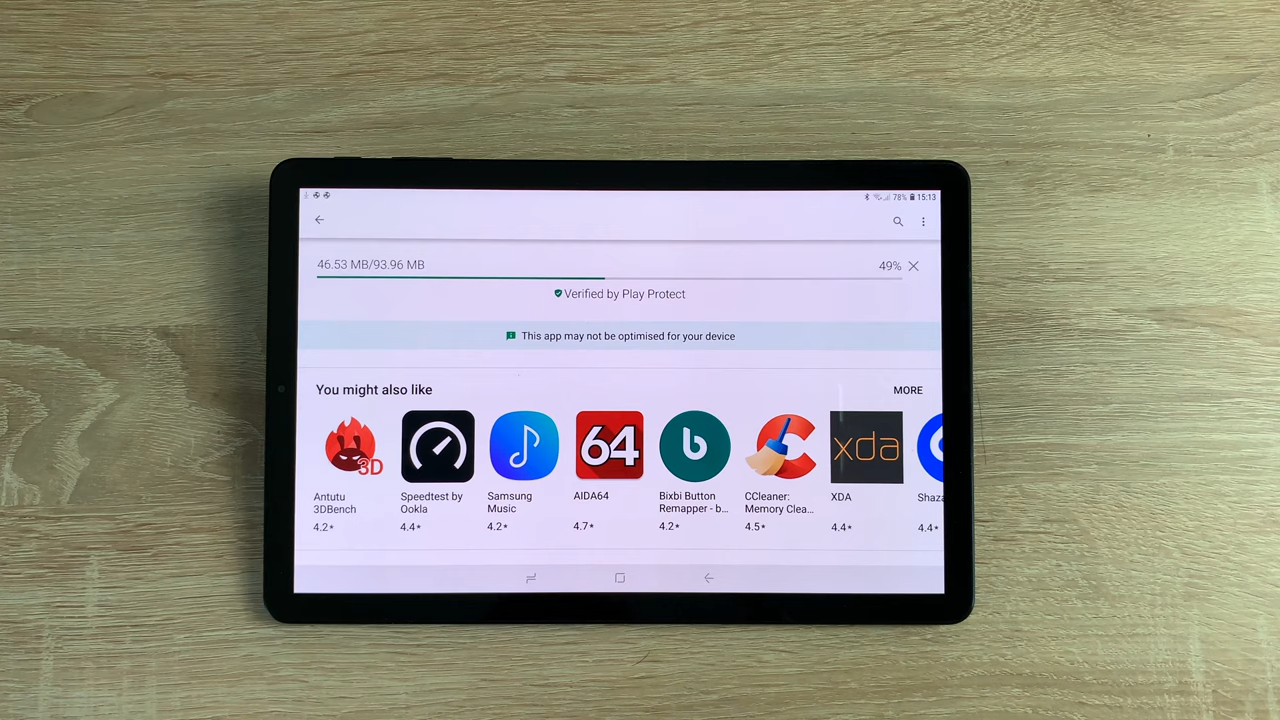 78% 15:13
46.53 MB/93.96 MB
49%
Verified by Play Protect
This app may not be optimised for your device
You might also like
MORE
3D
64
b
xda
Antutu
3DBench
4.2★
Speedtest by
Ookla
4.4★
Samsung
Music
4.2★
AIDA64
4.7★
Bixbi Button
Remapper - b...
4.2★
CCleaner:
Memory Clea...
4.5★
XDA
4.4★
Shaza
4.4★